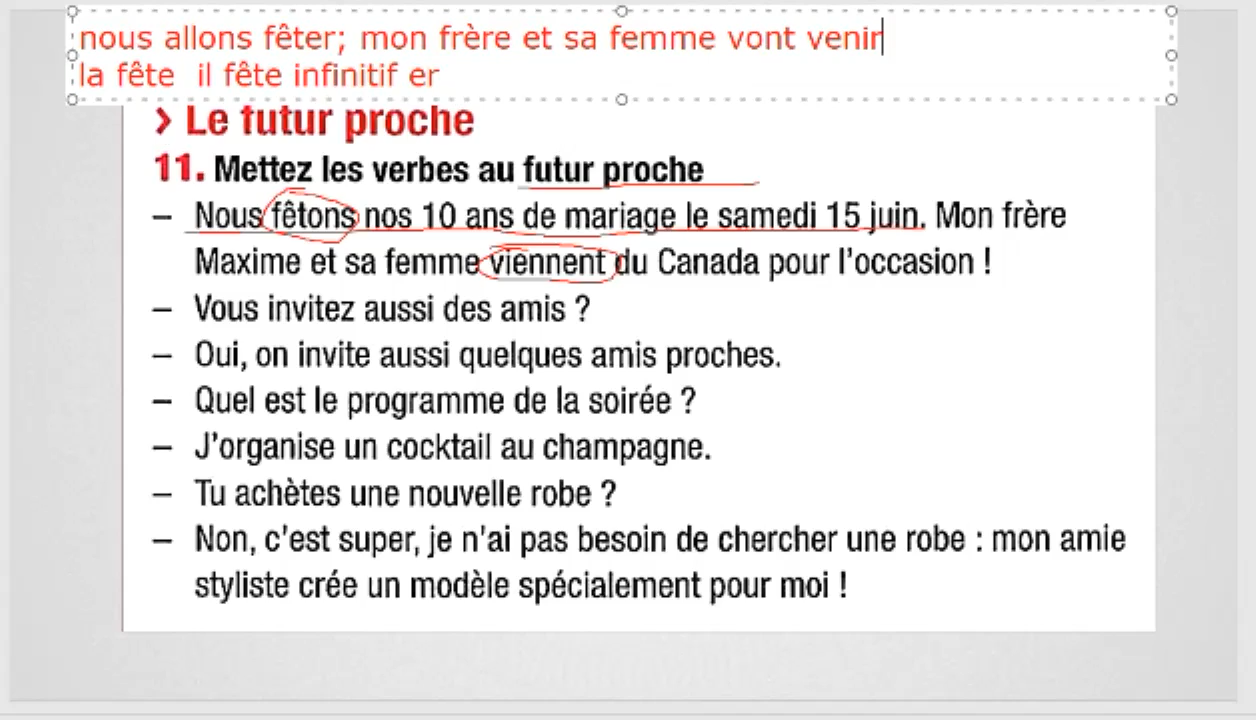 nous allons fêter; mon frère et sa femme vont venir
la fête il fête infinitif er
› Le futur proche
11. Mettez les verbes au futur proche
– Nous fêtons nos 10 ans de mariage le samedi 15 juin. Mon frère
Maxime et sa femme viennent du Canada pour l'occasion !
– Vous invitez aussi des amis ?
– Oui, on invite aussi quelques amis proches.
– Quel est le programme de la soirée ?
– J'organise un cocktail au champagne.
– Tu achètes une nouvelle robe ?
– Non, c'est super, je n'ai pas besoin de chercher une robe : mon amie
styliste crée un modèle spécialement pour moi !